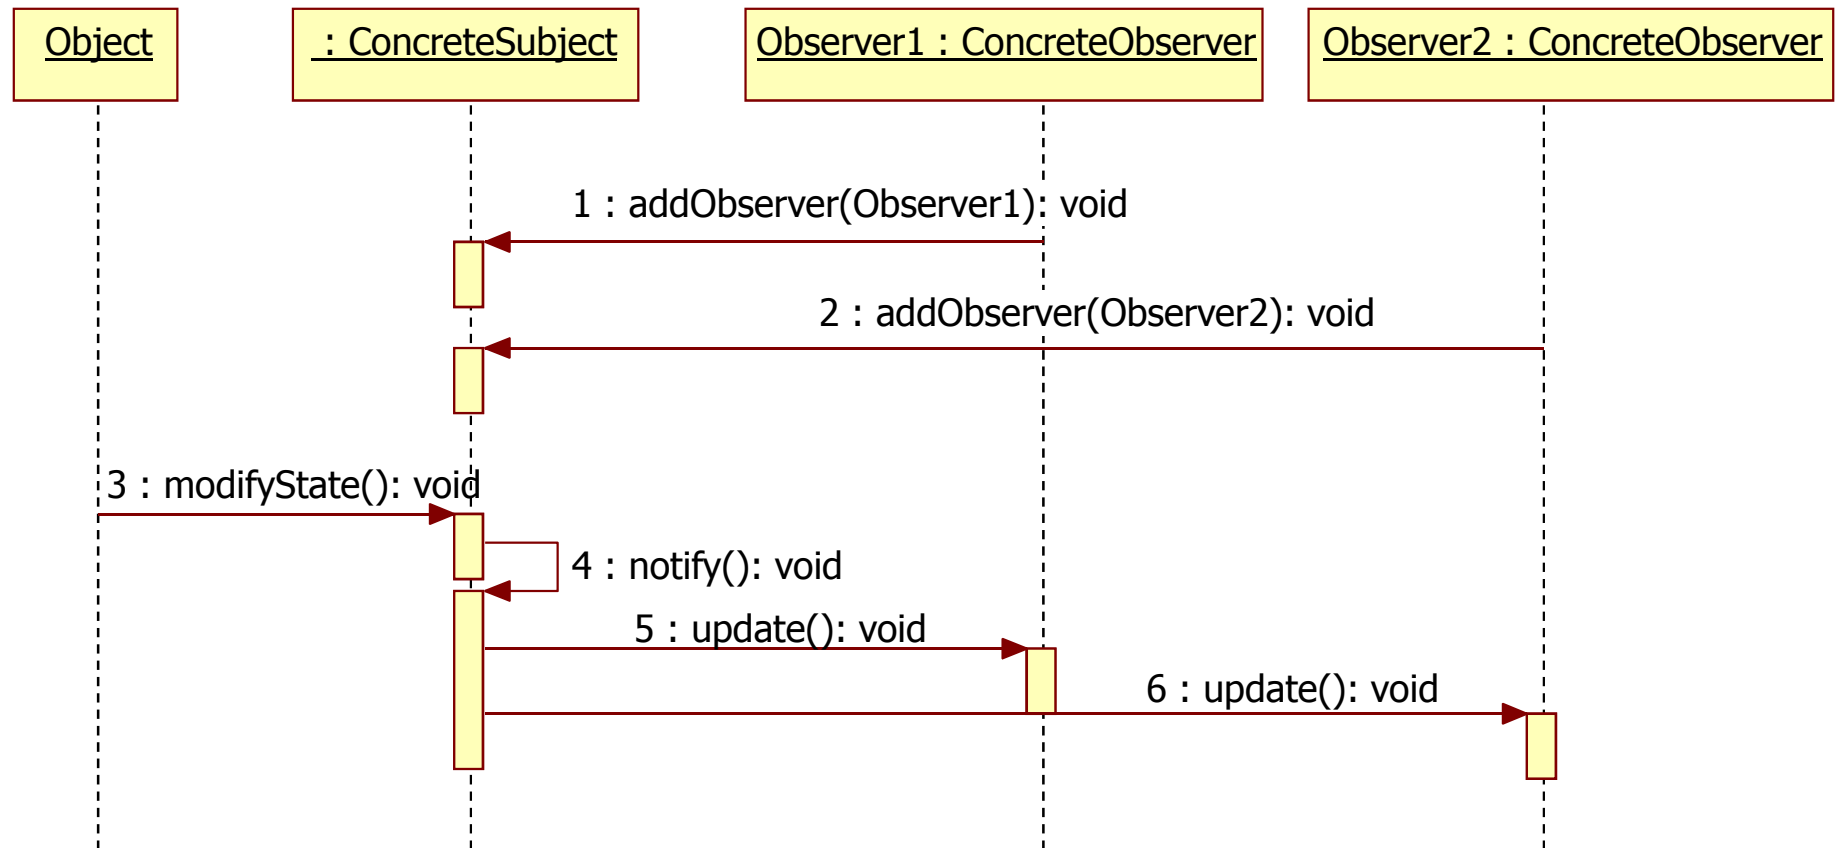 Object
: ConcreteSubject
Observer1 : ConcreteObserver
Observer2 : ConcreteObserver
1 : addObserver(Observer1): void
2 : addObserver(Observer2): void
3 : modifyState(): void
4 : notify(): void
5 : update(): void
6 : update(): void